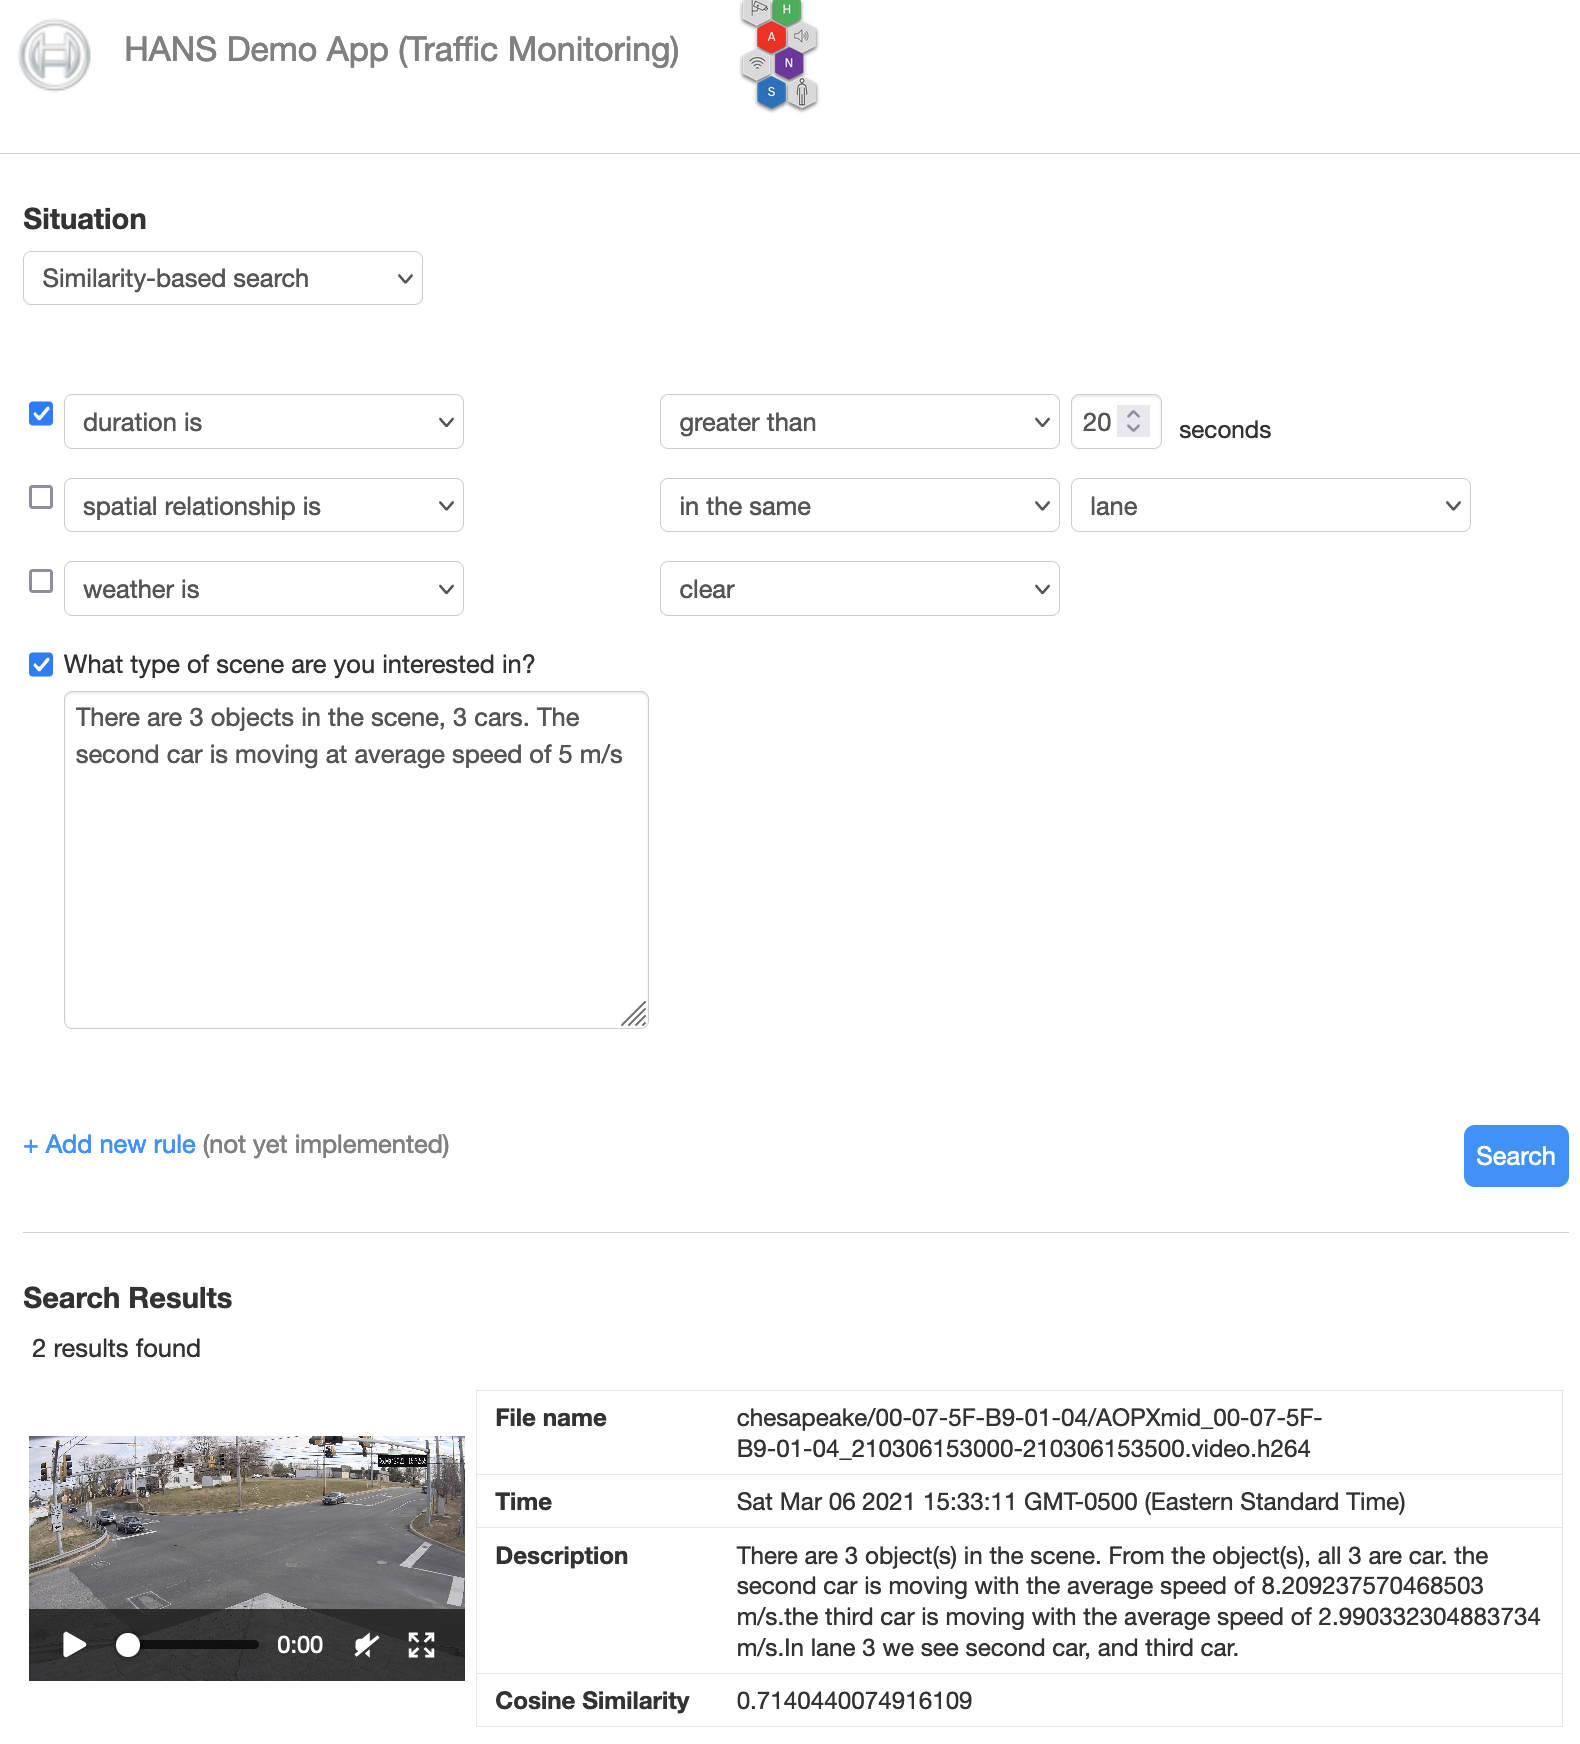 HANS Demo App (Traffic Monitoring)
H
A
N
S
Situation
Similarity-based search
duration is
greater than
20
seconds
spatial relationship is
in the same
lane
weather is
clear
What type of scene are you interested in?
There are 3 objects in the scene, 3 cars. The
second car is moving at average speed of 5 m/s
+ Add new rule (not yet implemented)
Search
Search Results
2 results found
File name
chesapeake/00-07-5F-B9-01-04/AOPXmid_00-07-5F-
B9-01-04_210306153000-210306153500.video.h264
Time
Sat Mar 06 2021 15:33:11 GMT-0500 (Eastern Standard Time)
Description
There are 3 object(s) in the scene. From the object(s), all 3 are car. the
second car is moving with the average speed of 8.209237570468503
m/s.the third car is moving with the average speed of 2.990332304883734
m/s.In lane 3 we see second car, and third car.
Cosine Similarity
0.7140440074916109
0:00